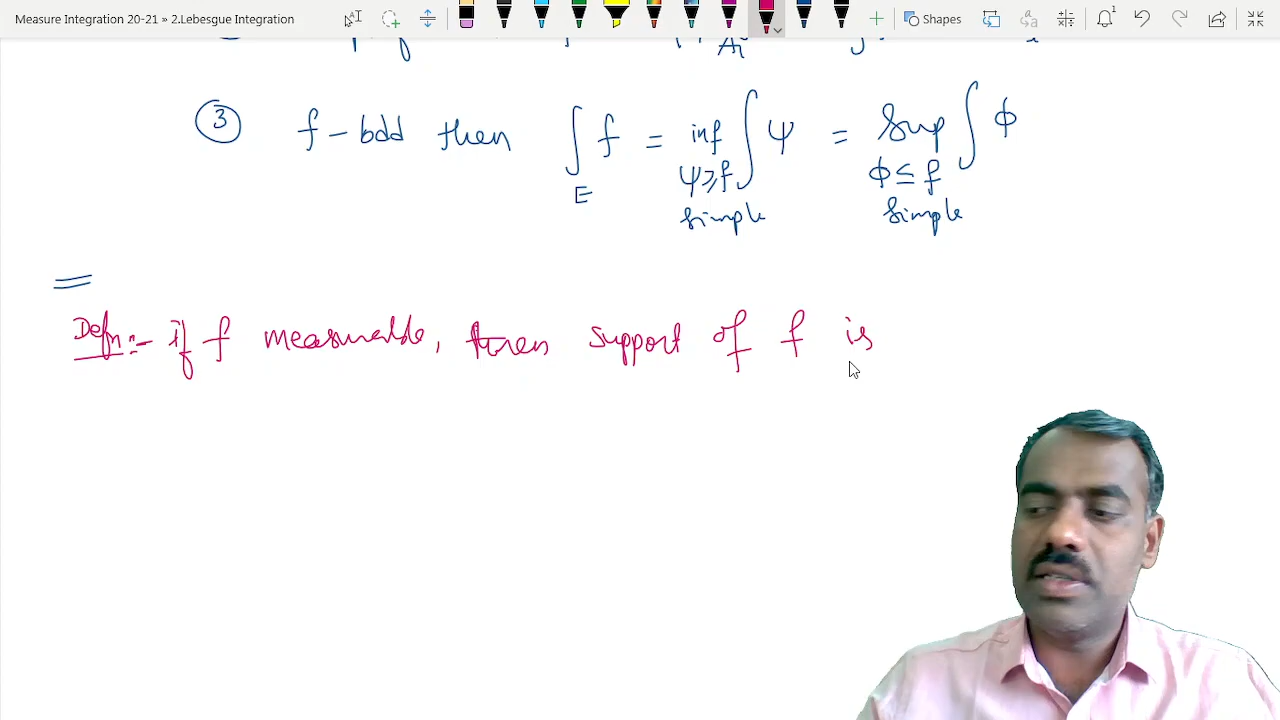 Measure Integration 20-21 » 2.Lebesgue Integration
Shapes
③ f - bdd then ∫_E f = inf_{ψ≥f simple} ∫ ψ = Sup_{ϕ≤f simple} ∫ ϕ
Defn:- if f measurable, then support of f is